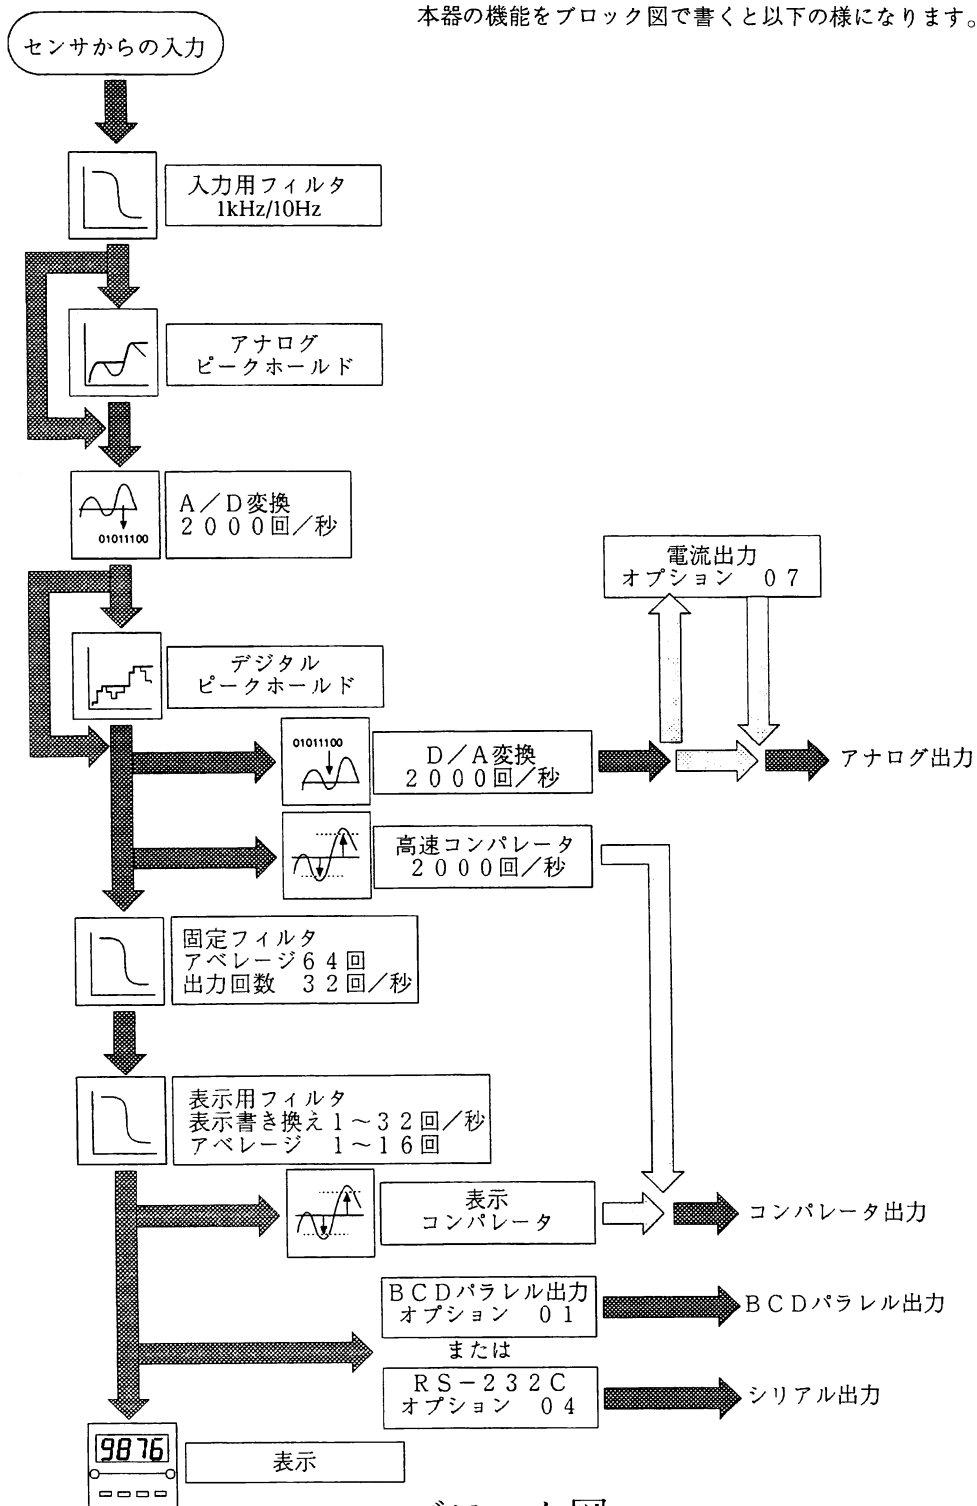 本器の機能をブロック図で書くと以下の様になります。
センサからの入力
入力用フィルタ
1kHz/10Hz
アナログ
ピークホールド
A/D変換
2000回/秒
01011100
電流出力
オプション 07
デジタル
ピークホールド
01011100
D/A変換
2000回/秒
アナログ出力
高速コンパレータ
2000回/秒
固定フィルタ
アベレージ64回
出力回数 32回/秒
表示用フィルタ
表示書き換え1~32回/秒
アベレージ 1~16回
表示
コンパレータ
コンパレータ出力
BCDパラレル出力
オプション 01
BCDパラレル出力
または
RS-232C
オプション 04
シリアル出力
9876
表示